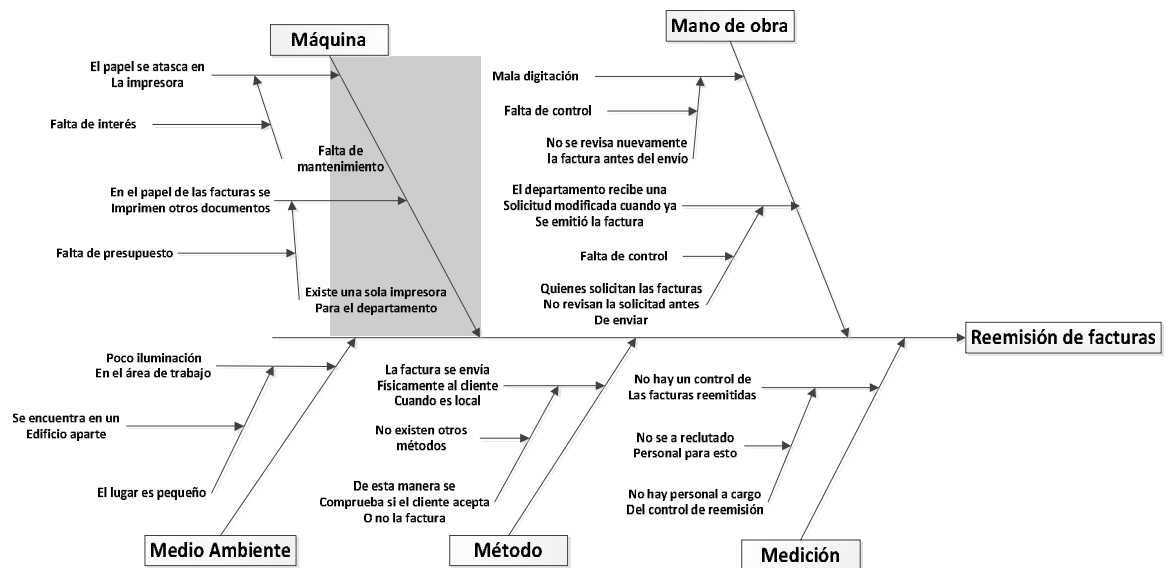 Máquina
El papel se atasca en
La impresora
Falta de interés
Falta de
mantenimiento
En el papel de las facturas se
Imprimen otros documentos
Falta de presupuesto
Existe una sola impresora
Para el departamento
Mano de obra
Mala digitación
Falta de control
No se revisa nuevamente
la factura antes del envío
El departamento recibe una
Solicitud modificada cuando ya
Se emitió la factura
Falta de control
Quienes solicitan las facturas
No revisan la solicitad antes
De enviar
Reemisión de facturas
Poco iluminación
En el área de trabajo
Se encuentra en un
Edificio aparte
El lugar es pequeño
Medio Ambiente
La factura se envía
Físicamente al cliente
Cuando es local
No existen otros
métodos
De esta manera se
Comprueba si el cliente acepta
O no la factura
Método
No hay un control de
Las facturas reemitidas
No se a reclutado
Personal para esto
No hay personal a cargo
Del control de reemisión
Medición